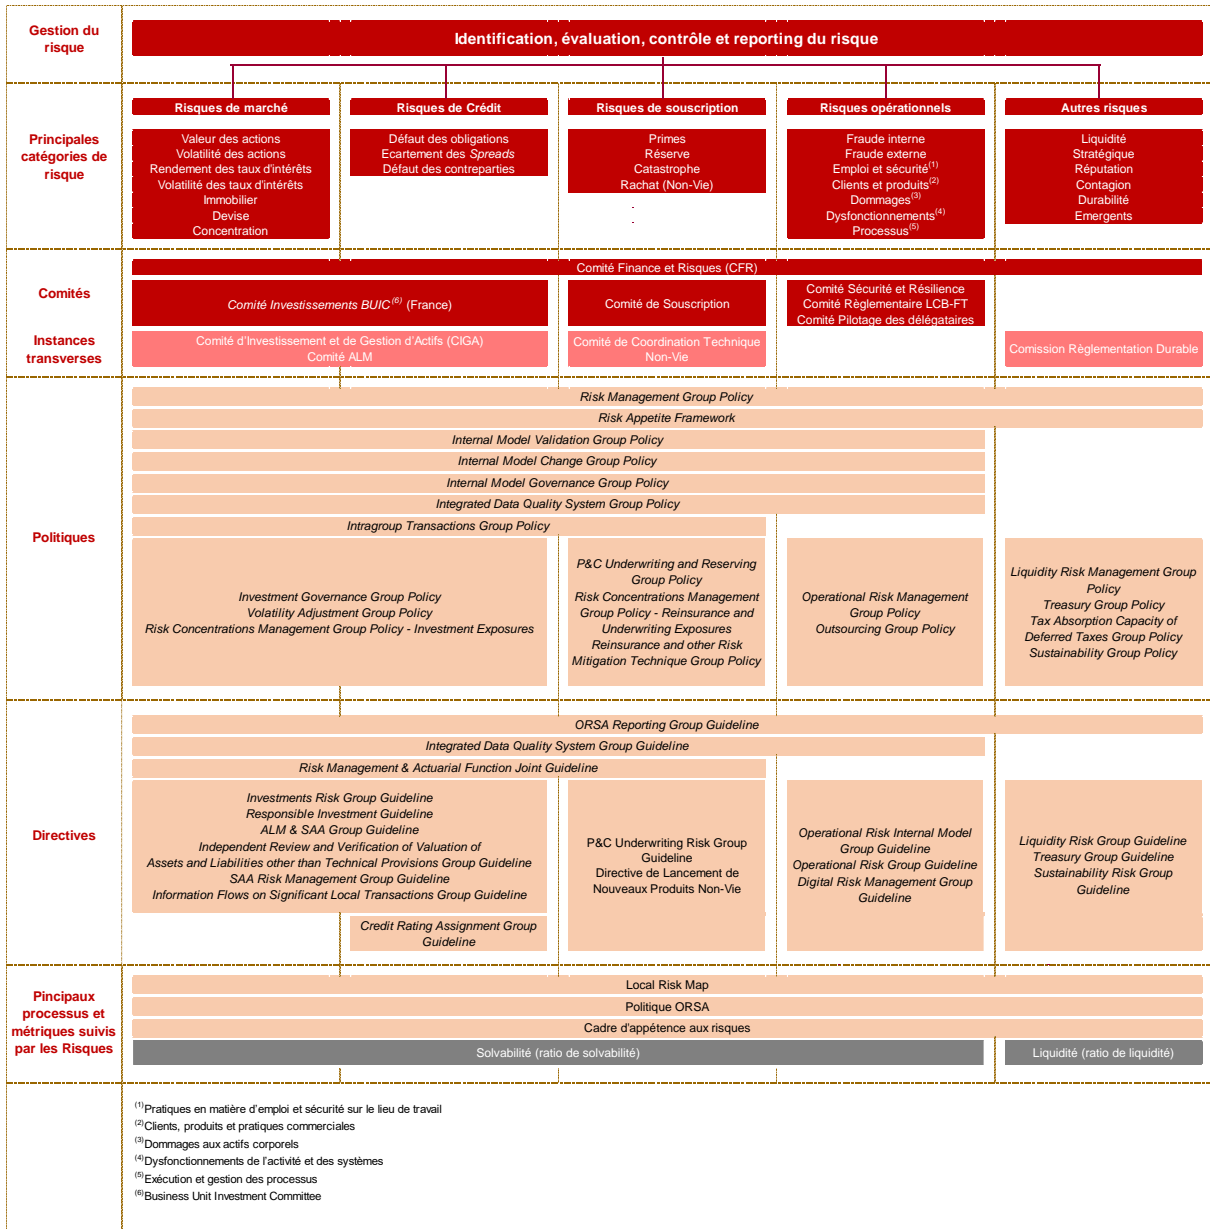 Gestion du
risque
Identification, évaluation, contrôle et reporting du risque
Principales
catégories de
risque
Risques de marché
Valeur des actions
Volatilité des actions
Rendement des taux d'intérêts
Volatilité des taux d'intérêts
Immobilier
Devise
Concentration
Risques de Crédit
Défaut des obligations
Ecartement des Spreads
Défaut des contreparties
Risques de souscription
Primes
Réserve
Catastrophe
Rachat (Non-Vie)
.
.
Risques opérationnels
Fraude interne
Fraude externe
Emploi et sécurité(1)
Clients et produits(2)
Dommages(3)
Dysfonctionnements(4)
Processus(5)
Autres risques
Liquidité
Stratégique
Réputation
Contagion
Durabilité
Emergents
Comités
Instances
transverses
Comité Finance et Risques (CFR)
Comité Investissements BUIC(6) (France)
Comité de Souscription
Comité Sécurité et Résilience
Comité Règlementaire LCB-FT
Comité Pilotage des délégataires
Comité d'Investissement et de Gestion d'Actifs (CIGA)
Comité ALM
Comité de Coordination Technique
Non-Vie
Comission Règlementation Durable
Politiques
Risk Management Group Policy
Risk Appetite Framework
Internal Model Validation Group Policy
Internal Model Change Group Policy
Internal Model Governance Group Policy
Integrated Data Quality System Group Policy
Intragroup Transactions Group Policy
Investment Governance Group Policy
Volatility Adjustment Group Policy
Risk Concentrations Management Group Policy - Investment Exposures
P&C Underwriting and Reserving
Group Policy
Risk Concentrations Management
Group Policy - Reinsurance and
Underwriting Exposures
Reinsurance and other Risk
Mitigation Technique Group Policy
Operational Risk Management
Group Policy
Outsourcing Group Policy
Liquidity Risk Management Group
Policy
Treasury Group Policy
Tax Absorption Capacity of
Deferred Taxes Group Policy
Sustainability Group Policy
Directives
ORSA Reporting Group Guideline
Integrated Data Quality System Group Guideline
Risk Management & Actuarial Function Joint Guideline
Investments Risk Group Guideline
Responsible Investment Guideline
ALM & SAA Group Guideline
Independent Review and Verification of Valuation of
Assets and Liabilities other than Technical Provisions Group Guideline
SAA Risk Management Group Guideline
Information Flows on Significant Local Transactions Group Guideline
Credit Rating Assignment Group
Guideline
P&C Underwriting Risk Group
Guideline
Directive de Lancement de
Nouveaux Produits Non-Vie
Operational Risk Internal Model
Group Guideline
Operational Risk Group Guideline
Digital Risk Management Group
Guideline
Liquidity Risk Group Guideline
Treasury Group Guideline
Sustainability Risk Group
Guideline
Pincipaux
processus et
métriques suivis
par les Risques
Local Risk Map
Politique ORSA
Cadre d'appétence aux risques
Solvabilité (ratio de solvabilité)
Liquidité (ratio de liquidité)
(1)Pratiques en matière d'emploi et sécurité sur le lieu de travail
(2)Clients, produits et pratiques commerciales
(3)Dommages aux actifs corporels
(4)Dysfonctionnements de l'activité et des systèmes
(5)Exécution et gestion des processus
(6)Business Unit Investment Committee